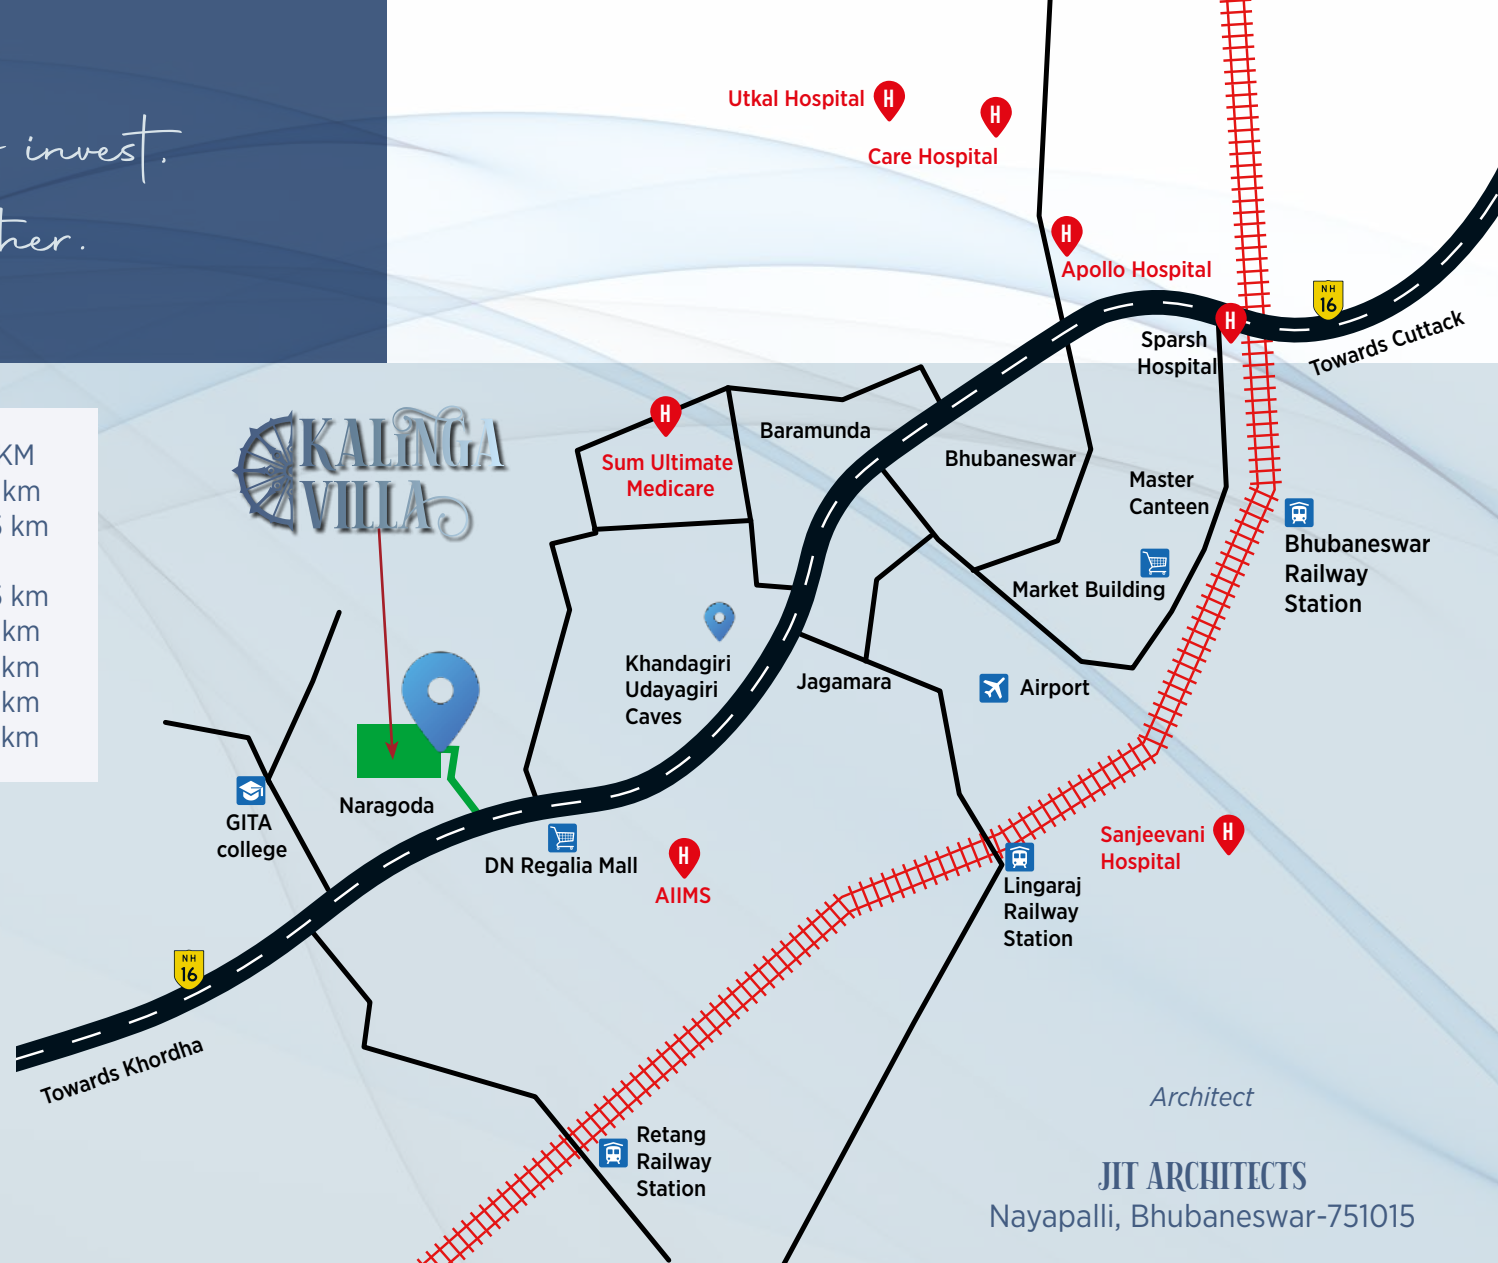 invest.
her.
KM
km
km
km
km
km
km
km
KALINGA
VILLA
Utkal Hospital
H
H
Care Hospital
H
Apollo Hospital
NH
16
H
Sparsh
Hospital
Towards Cuttack
H
Sum Ultimate
Medicare
Baramunda
Bhubaneswar
Master
Canteen
Market Building
Bhubaneswar
Railway
Station
Khandagiri
Udayagiri
Caves
Jagamara
Airport
Naragoda
GITA
college
DN Regalia Mall
H
AIIMS
Sanjeevani
Hospital
H
Lingaraj
Railway
Station
NH
16
Towards Khordha
Retang
Railway
Station
Architect
JIT ARCHITECTS
Nayapalli, Bhubaneswar-751015